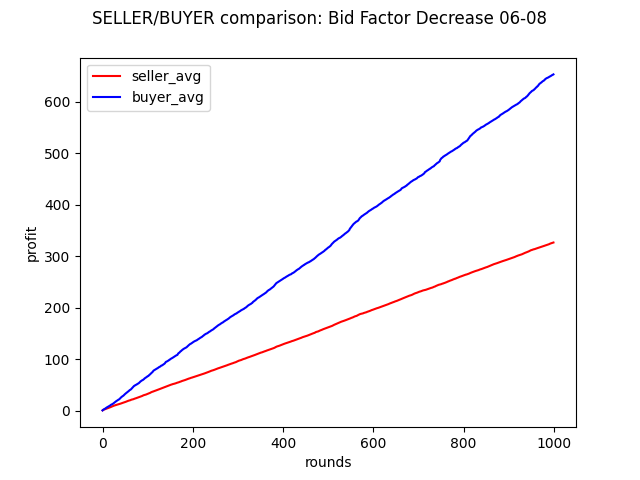 SELLER/BUYER comparison: Bid Factor Decrease 06-08
seller_avg
buyer_avg
600
500
400
300
200
100
0
profit
0 200 400 600 800 1000
rounds